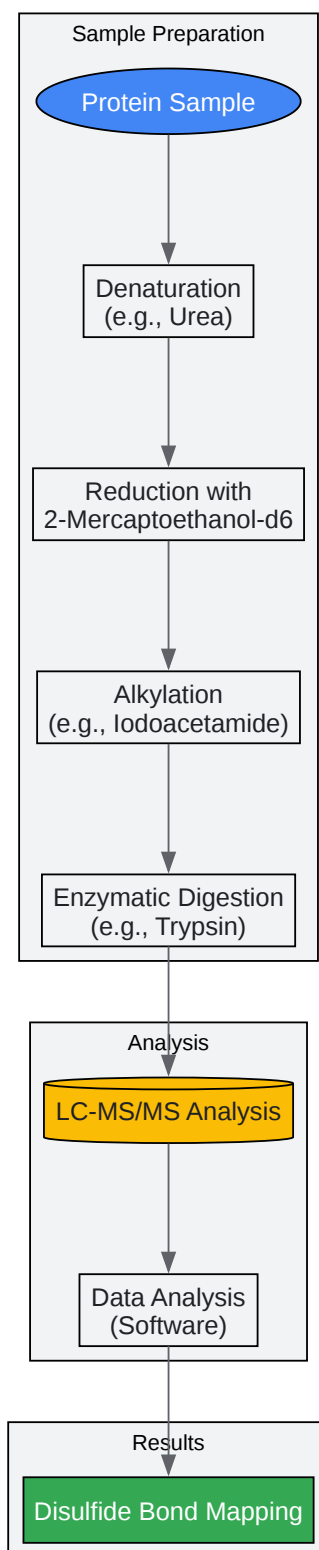 Sample Preparation
Protein Sample
Denaturation
(e.g., Urea)
Reduction with
2-Mercaptoethanol-d6
Alkylation
(e.g., Iodoacetamide)
Enzymatic Digestion
(e.g., Trypsin)
Analysis
LC-MS/MS Analysis
Data Analysis
(Software)
Results
Disulfide Bond Mapping